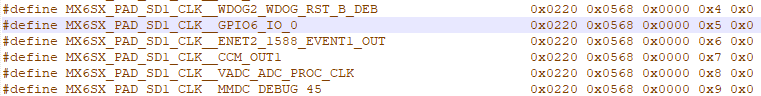 #define MX6SX_PAD_SD1_CLK__WDOG2_WDOG_RST_B_DEB 0x0220 0x0568 0x0000 0x4 0x0
#define MX6SX_PAD_SD1_CLK__GPIO6_IO_0 0x0220 0x0568 0x0000 0x5 0x0
#define MX6SX_PAD_SD1_CLK__ENET2_1588_EVENT1_OUT 0x0220 0x0568 0x0000 0x6 0x0
#define MX6SX_PAD_SD1_CLK__CCM_OUT1 0x0220 0x0568 0x0000 0x7 0x0
#define MX6SX_PAD_SD1_CLK__VADC_ADC_PROC_CLK 0x0220 0x0568 0x0000 0x8 0x0
#define MX6SX_PAD_SD1_CLK__MMDC_DEBUG_45 0x0220 0x0568 0x0000 0x9 0x0